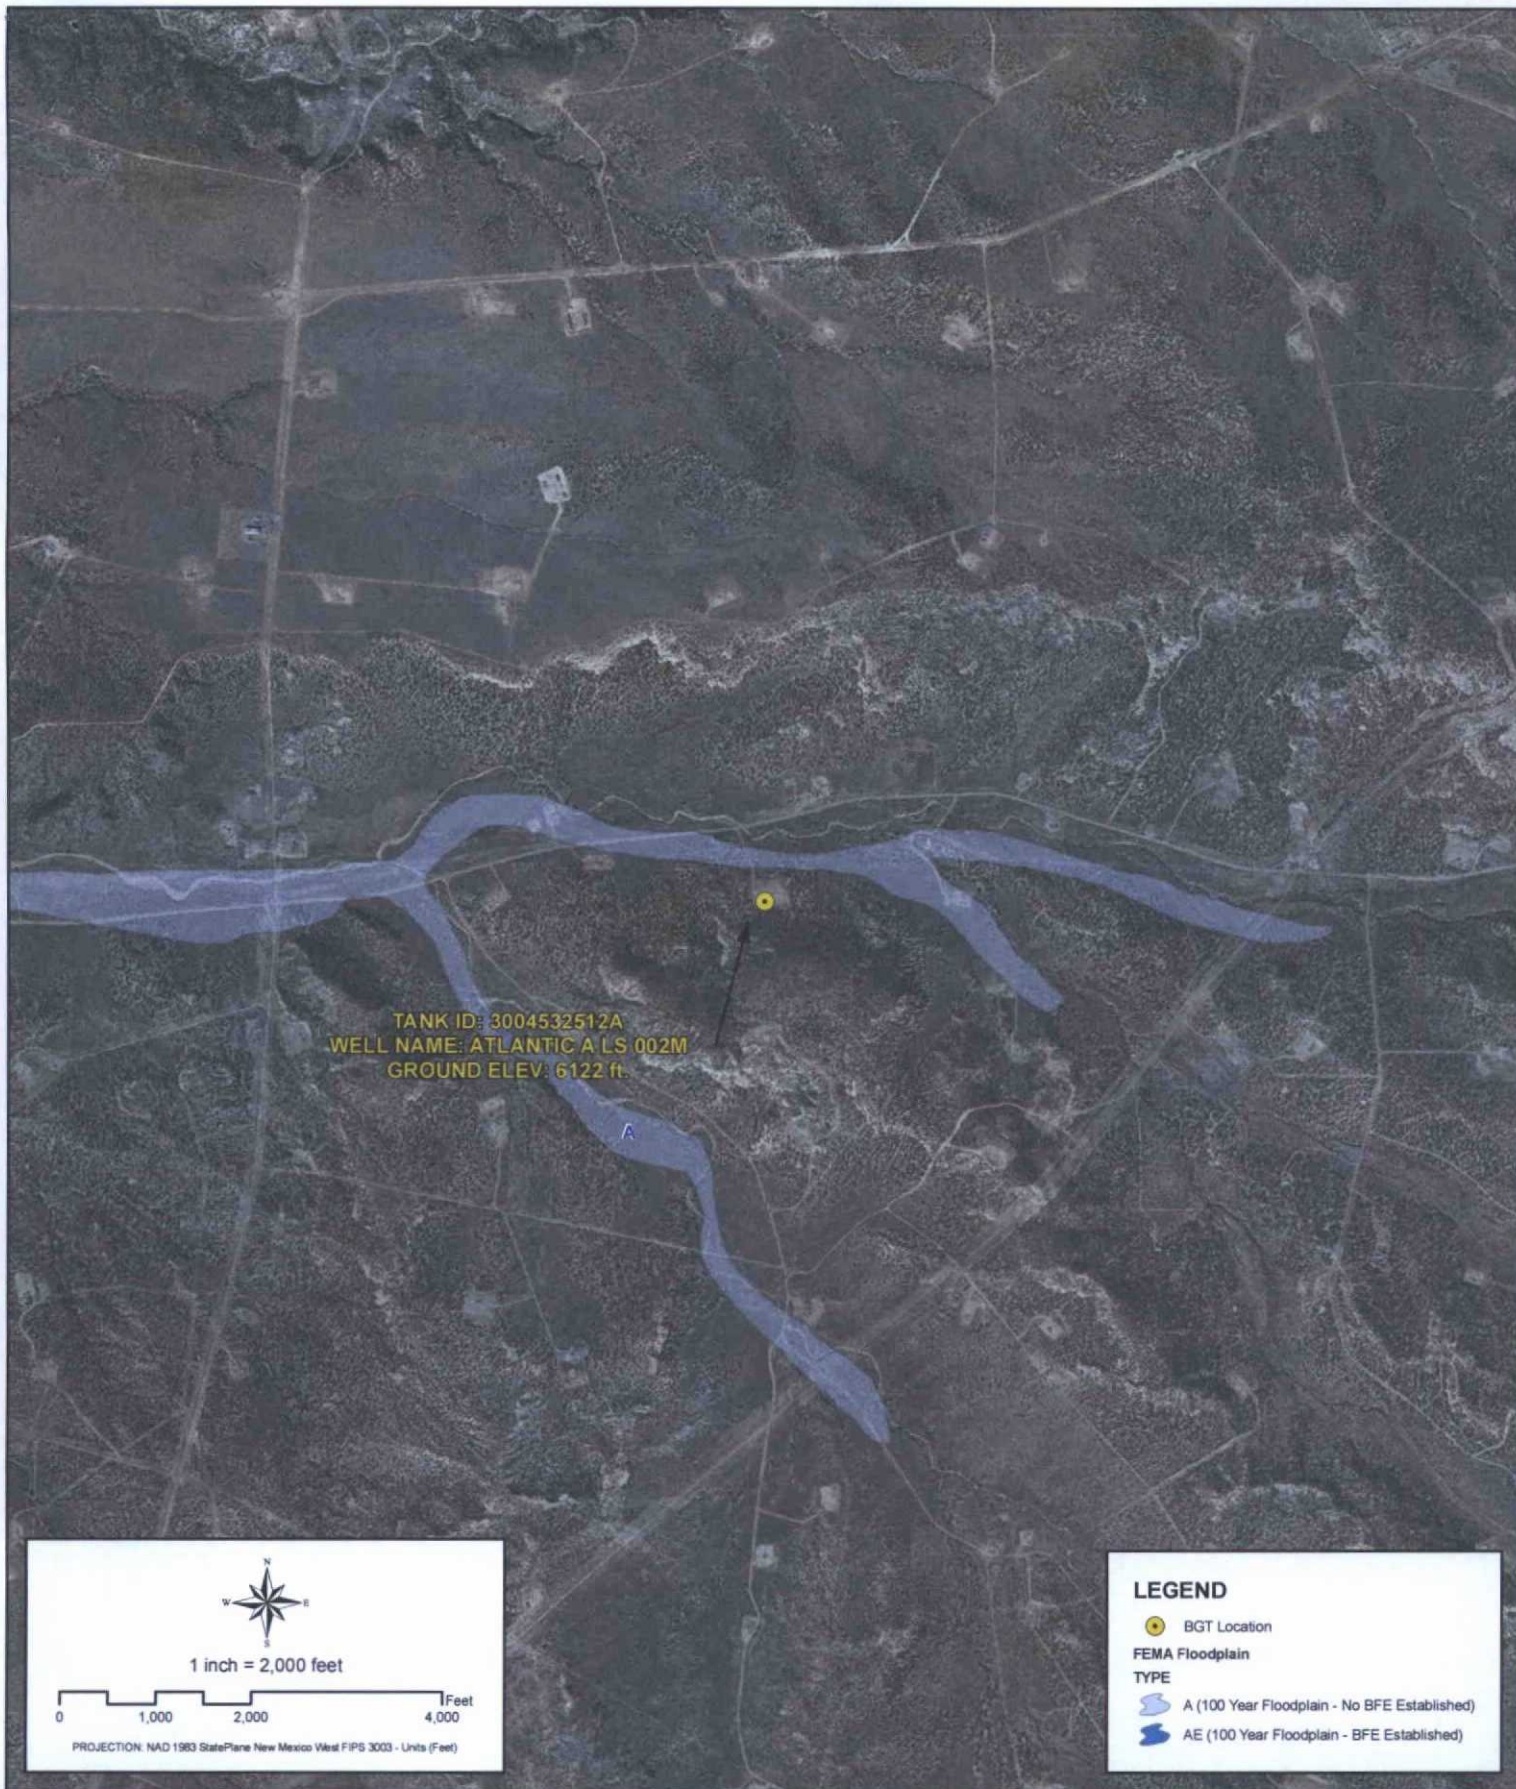 TANK ID: 3004532512A
WELL NAME: ATLANTIC A LS 002M
GROUND ELEV: 6122 ft.
A
N
W E
S
1 inch = 2,000 feet
Feet
0 1,000 2,000 4,000
PROJECTION: NAD 1983 StatePlane New Mexico West FIPS 3003 - Units (Feet)
LEGEND
BGT Location
FEMA Floodplain
TYPE
A (100 Year Floodplain - No BFE Established)
AE (100 Year Floodplain - BFE Established)